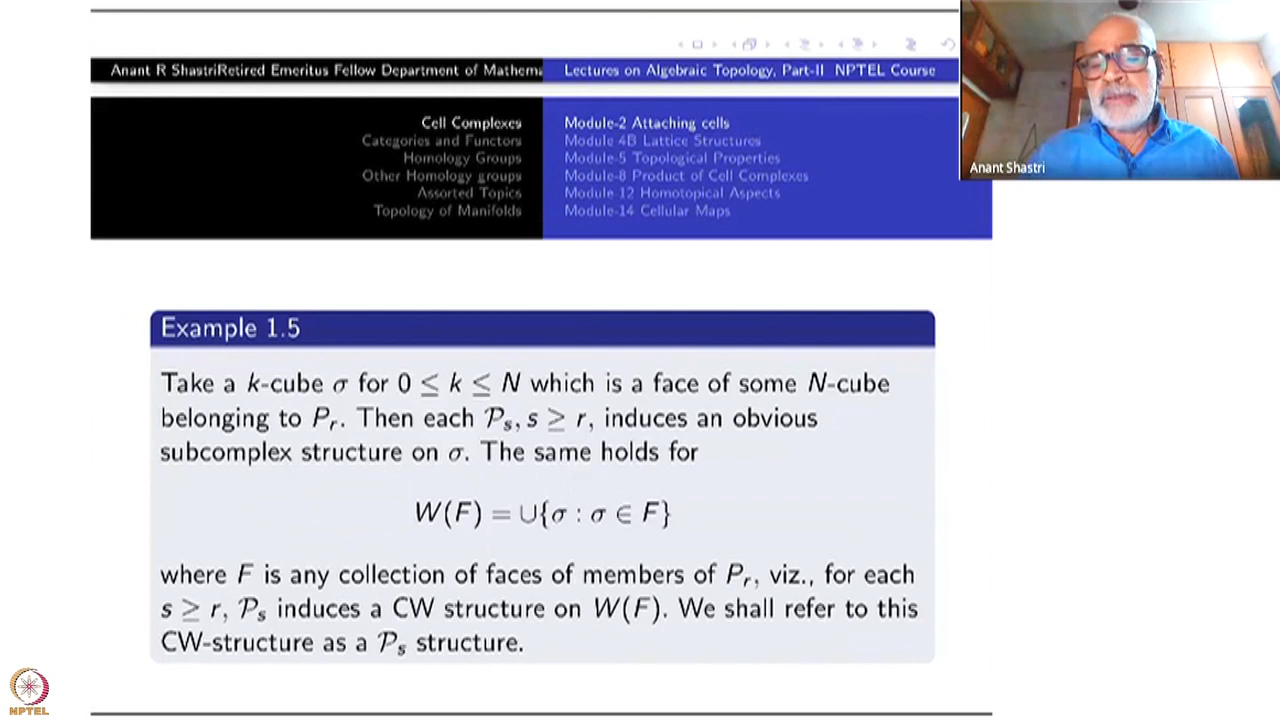 Anant R ShastriRetired Emeritus Fellow Department of Mathema
Lectures on Algebraic Topology, Part-II NPTEL Course
Cell Complexes
Categories and Functors
Homology Groups
Other Homology groups
Assorted Topics
Topology of Manifolds
Module-2 Attaching cells
Module 4B Lattice Structures
Module-5 Topological Properties
Module-8 Product of Cell Complexes
Module 12 Homotopical Aspects
Module-14 Cellular Maps
Anant Shastri
Example 1.5
Take a k-cube σ for 0 ≤ k ≤ N which is a face of some N-cube
belonging to P_r. Then each 𝒫_s, s ≥ r, induces an obvious
subcomplex structure on σ. The same holds for
W(F) = ∪{σ : σ ∈ F}
where F is any collection of faces of members of P_r, viz., for each
s ≥ r, 𝒫_s induces a CW structure on W(F). We shall refer to this
CW-structure as a 𝒫_s structure.
NPTEL